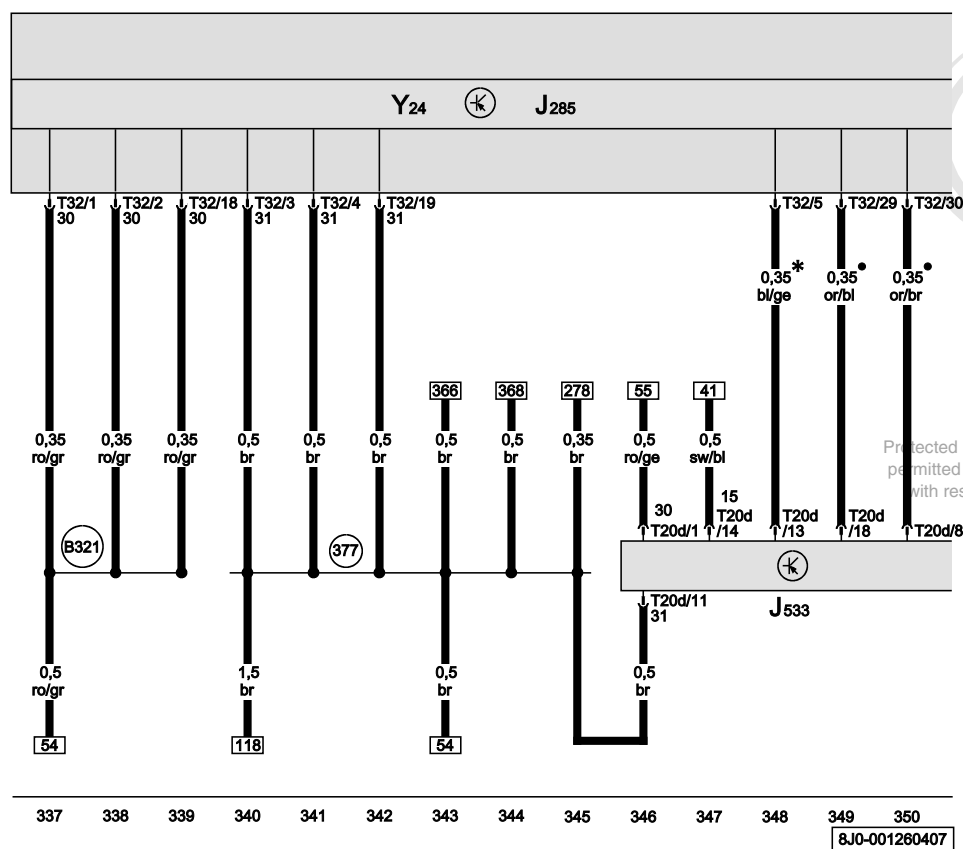 Y24 J285
T32/1 T32/2 T32/18 T32/3 T32/4 T32/19 T32/5 T32/29 T32/30
30 30 30 31 31 31
0,35 * 0,35 • 0,35 •
bl/ge or/bl or/br
366 368 278 55 41
0,35 0,35 0,35 0,5 0,5 0,5 0,5 0,5 0,35 0,5 0,5
ro/gr ro/gr ro/gr br br br br br br ro/ge sw/bl
Protected
permitted
with res
30 15
T20d/1 T20d/14 T20d/13 T20d/18 T20d/8
B321 377
J533
T20d/11
31
0,5 1,5 0,5 0,5
ro/gr br br br
54 118 54
337 338 339 340 341 342 343 344 345 346 347 348 349 350
8J0-001260407